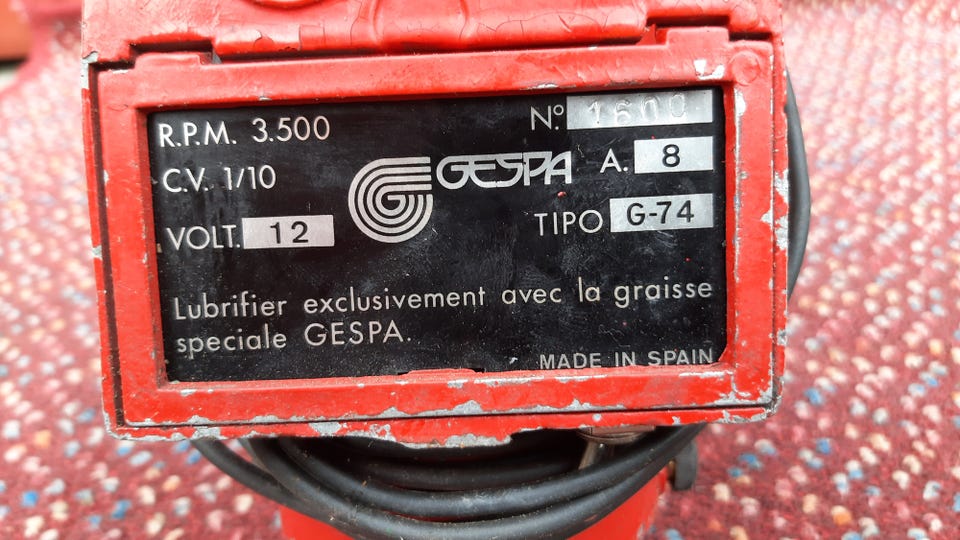 R.P.M. 3.500
Nº 1600
C.V. 1/10
GESPA
A. 8
VOLT. 12
TIPO G-74
Lubrifier exclusivement avec la graisse
speciale GESPA.
MADE IN SPAIN